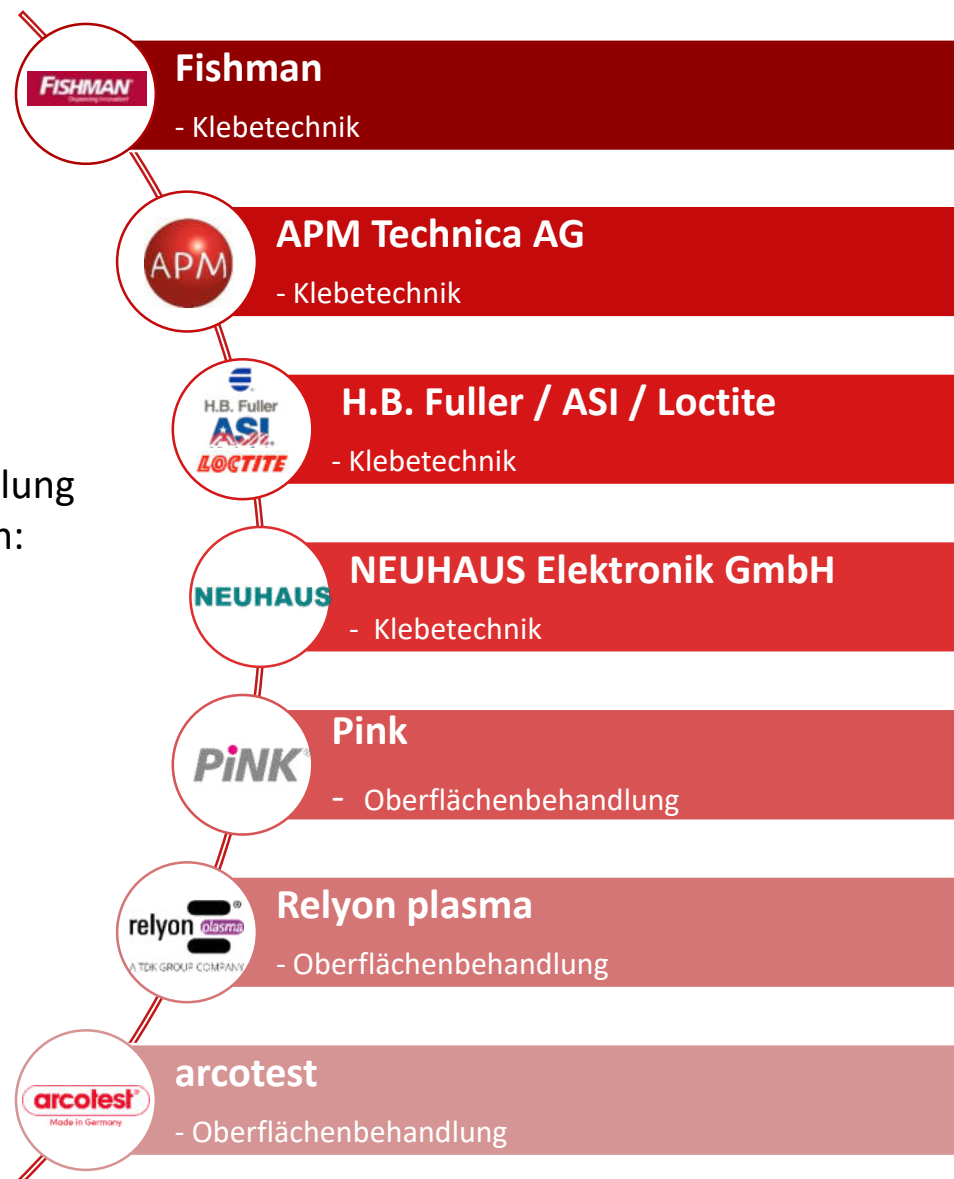 FISHMAN
Fishman
- Klebetechnik
APM
APM Technica AG
- Klebetechnik
H.B. Fuller
ASI
LOCTITE
H.B. Fuller / ASI / Loctite
- Klebetechnik
lung
n:
NEUHAUS
NEUHAUS Elektronik GmbH
- Klebetechnik
PiNK®
Pink
- Oberflächenbehandlung
relyon plasma®
A TDK GROUP COMPANY
Relyon plasma
- Oberflächenbehandlung
arcotest®
Made in Germany
arcotest
- Oberflächenbehandlung